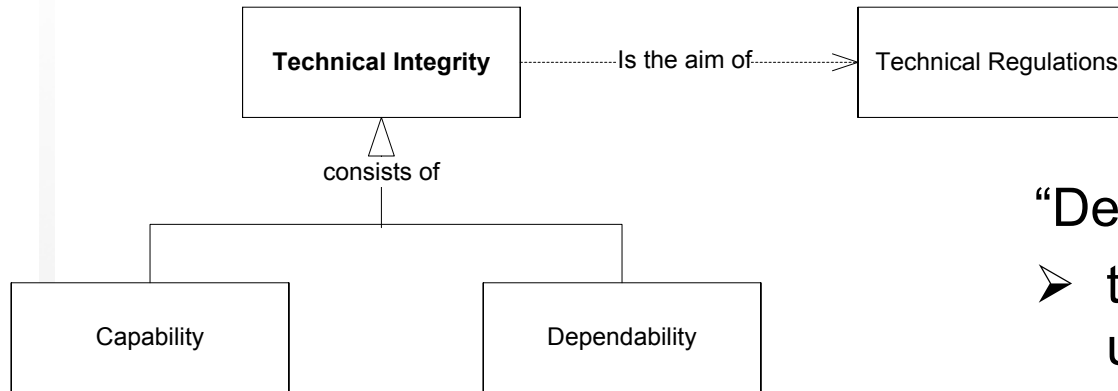 Technical Integrity
Is the aim of
Technical Regulations
consists of
Capability
Dependability
“De
➢ t
u